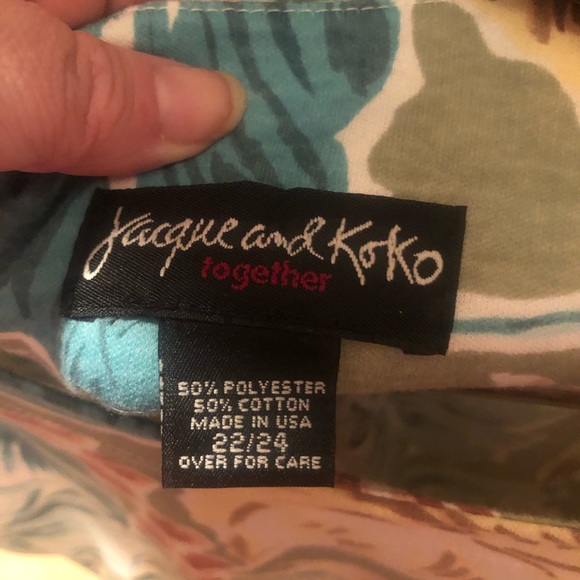 Jacque and KoKo
together
50% POLYESTER
50% COTTON
MADE IN USA
22/24
OVER FOR CARE